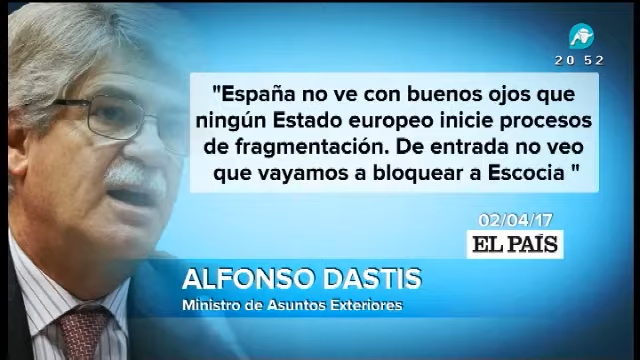 20 52
"España no ve con buenos ojos que
ningún Estado europeo inicie procesos
de fragmentación. De entrada no veo
que vayamos a bloquear a Escocia "
02/04/17
EL PAÍS
ALFONSO DASTIS
Ministro de Asuntos Exteriores